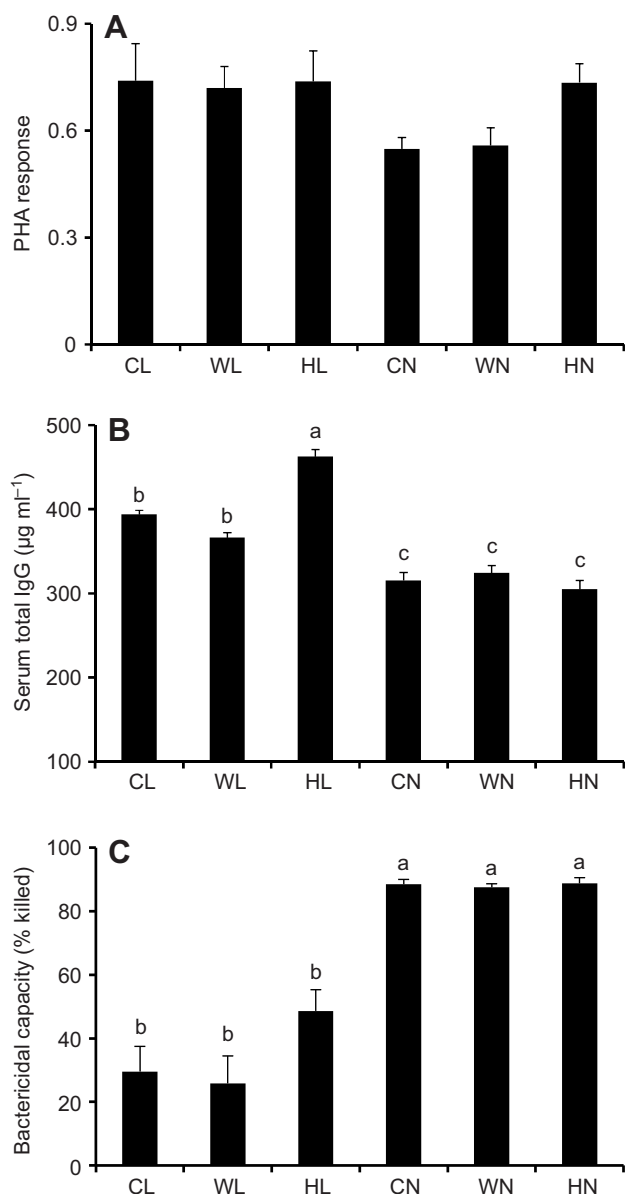 A
0.9
0.6
0.3
0
PHA response
CL WL HL CN WN HN
B
500
400
300
200
100
Serum total IgG (µg ml⁻¹)
b b a c c c
CL WL HL CN WN HN
C
100
80
60
40
20
0
Bactericidal capacity (% killed)
b b b a a a
CL WL HL CN WN HN